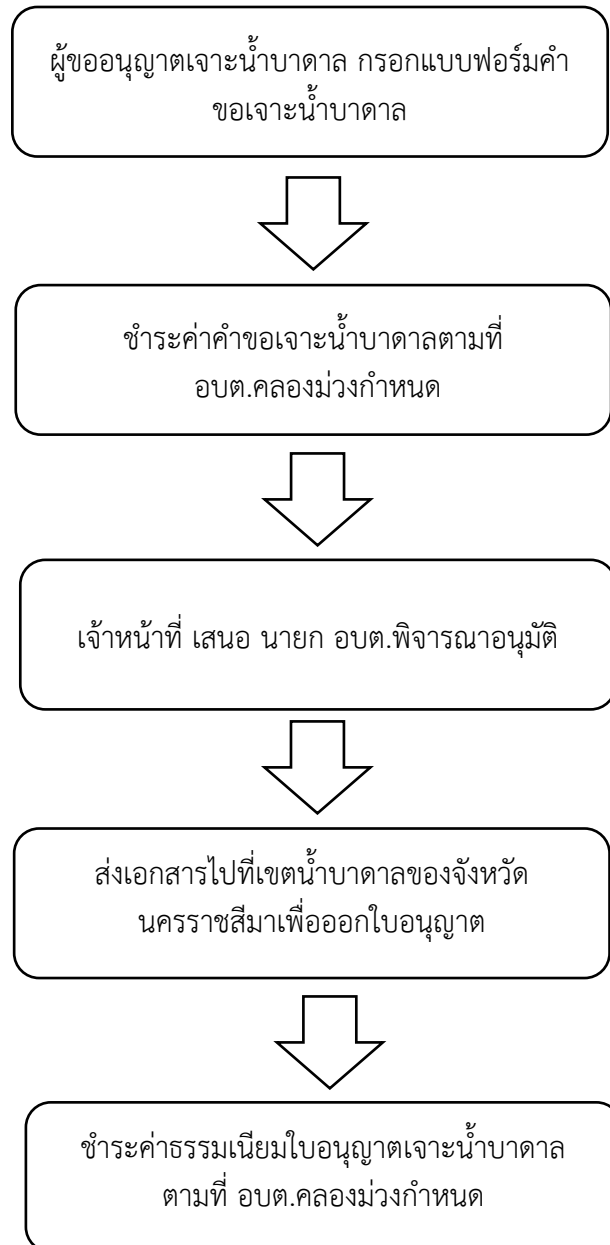 ผู้ขออนุญาตเจาะน้ำบาดาล กรอกแบบฟอร์มคำ
ขอเจาะน้ำบาดาล
ชำระค่าคำขอเจาะน้ำบาดาลตามที่
อบต.คลองม่วงกำหนด
เจ้าหน้าที่ เสนอ นายก อบต.พิจารณาอนุมัติ
ส่งเอกสารไปที่เขตน้ำบาดาลของจังหวัด
นครราชสีมาเพื่อออกใบอนุญาต
ชำระค่าธรรมเนียมใบอนุญาตเจาะน้ำบาดาล
ตามที่ อบต.คลองม่วงกำหนด